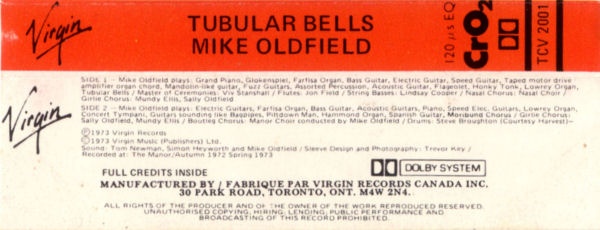 Virgin
TUBULAR BELLS
MIKE OLDFIELD
120 µs EQ
CrO2
TCV 2001
Virgin
SIDE 1 – Mike Oldfield plays: Grand Piano, Glokenspiel, Farfisa Organ, Bass Guitar, Electric Guitar, Speed Guitar, Taped motor drive
amplifier organ chord, Mandolin-like guitar, Fuzz Guitars, Assorted Percussion, Acoustic Guitar, Flageolet, Honky Tonk, Lowrey Organ,
Tubular Bells / Master of Ceremonies, Viv Stanshall / Flutes, Jon Field / String Basses: Lindsay Cooper / Nasal Chorus: Nasal Choir /
Girlie Chorus: Mundy Ellis, Sally Oldfield
SIDE 2 – Mike Oldfield plays: Electric Guitars, Farfisa Organ, Bass Guitar, Acoustic Guitars, Piano, Speed Elec. Guitars, Lowrey Organ,
Concert Tympani, Guitars sounding like Bagpipes, Piltdown Man, Hammond Organ, Spanish Guitar, Moribund Chorus / Girlie Chorus:
Sally Oldfield, Mundy Ellis / Bootleg Chorus: Manor Choir conducted by Mike Oldfield / Drums: Steve Broughton (Courtesy Harvest)–
Ⓟ1973 Virgin Records
©1973 Virgin Music (Publishers) Ltd.
Sound: Tom Newman, Simon Heyworth and Mike Oldfield / Sleeve Design and Photography: Trevor Key /
Recorded at: The Manor/Autumn 1972 Spring 1973
FULL CREDITS INSIDE
DOLBY SYSTEM
MANUFACTURED BY / FABRIQUE PAR VIRGIN RECORDS CANADA INC.
30 PARK ROAD, TORONTO, ONT. M4W 2N4.
ALL RIGHTS OF THE PRODUCER AND OF THE OWNER OF THE WORK REPRODUCED RESERVED.
UNAUTHORISED COPYING, HIRING, LENDING, PUBLIC PERFORMANCE AND
BROADCASTING OF THIS RECORD PROHIBITED.